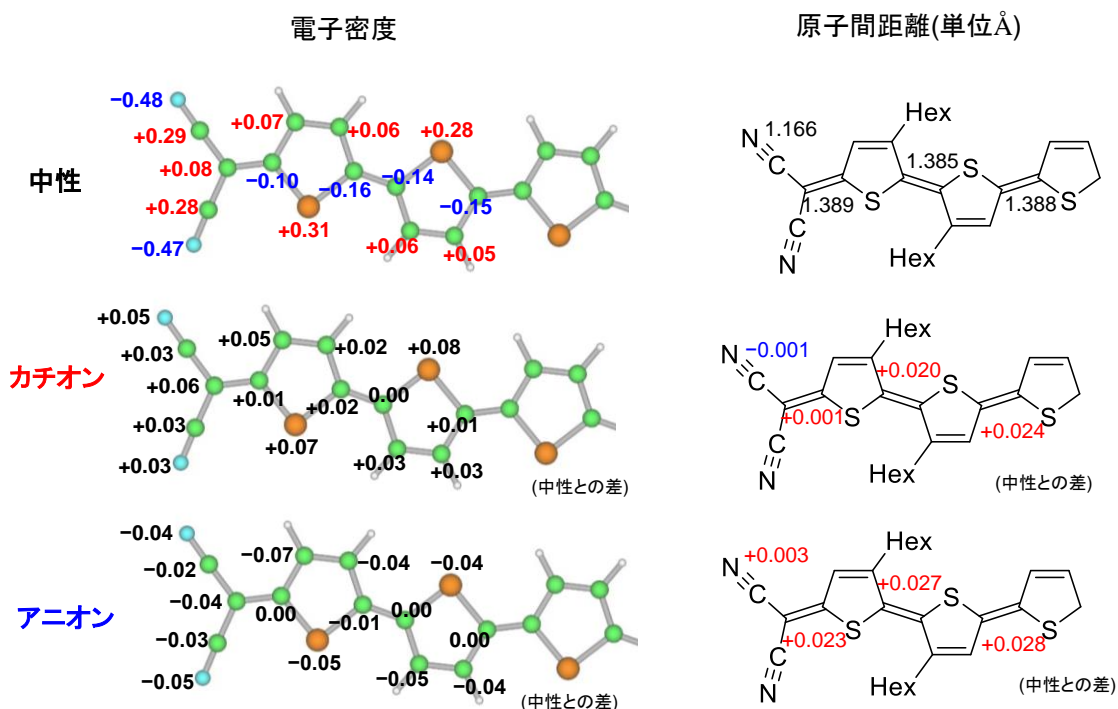 電子密度
原子間距離(単位Å)
中性
−0.48
+0.29
+0.08
+0.28
−0.47
+0.07
+0.06
−0.10
−0.16
+0.31
+0.28
−0.14
−0.15
+0.06
+0.05
N
1.166
C
1.389
C
N
Hex
S
1.385
S
Hex
1.388
S
カチオン
+0.05
+0.03
+0.06
+0.03
+0.03
+0.05
+0.02
+0.01
+0.02
+0.07
+0.08
0.00
+0.01
+0.03
+0.03
(中性との差)
N
−0.001
C
+0.001
C
N
Hex
S
+0.020
S
Hex
+0.024
S
(中性との差)
アニオン
−0.04
−0.02
−0.04
−0.03
−0.05
−0.07
−0.04
0.00
−0.01
−0.05
−0.04
0.00
0.00
−0.05
−0.04
(中性との差)
N
+0.003
C
+0.023
C
N
Hex
S
+0.027
S
Hex
+0.028
S
(中性との差)